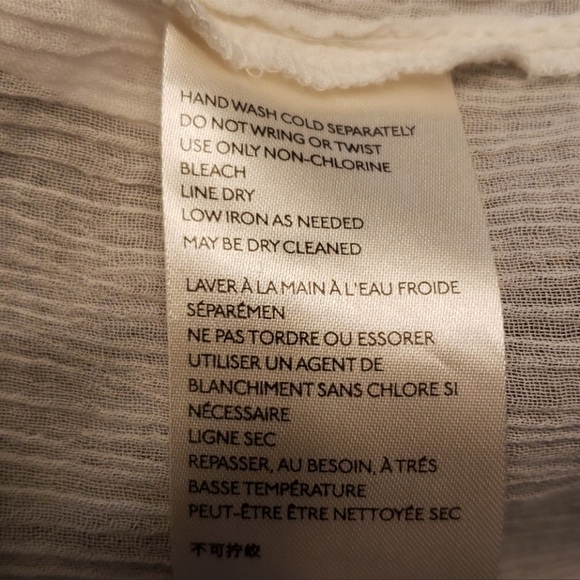 HAND WASH COLD SEPARATELY
DO NOT WRING OR TWIST
USE ONLY NON-CHLORINE
BLEACH
LINE DRY
LOW IRON AS NEEDED
MAY BE DRY CLEANED
LAVER À LA MAIN À L'EAU FROIDE
SÉPARÉMEN
NE PAS TORDRE OU ESSORER
UTILISER UN AGENT DE
BLANCHIMENT SANS CHLORE SI
NÉCESSAIRE
LIGNE SEC
REPASSER, AU BESOIN, À TRÉS
BASSE TEMPÉRATURE
PEUT-ÊTRE ÊTRE NETTOYÉE SEC
不可拧绞